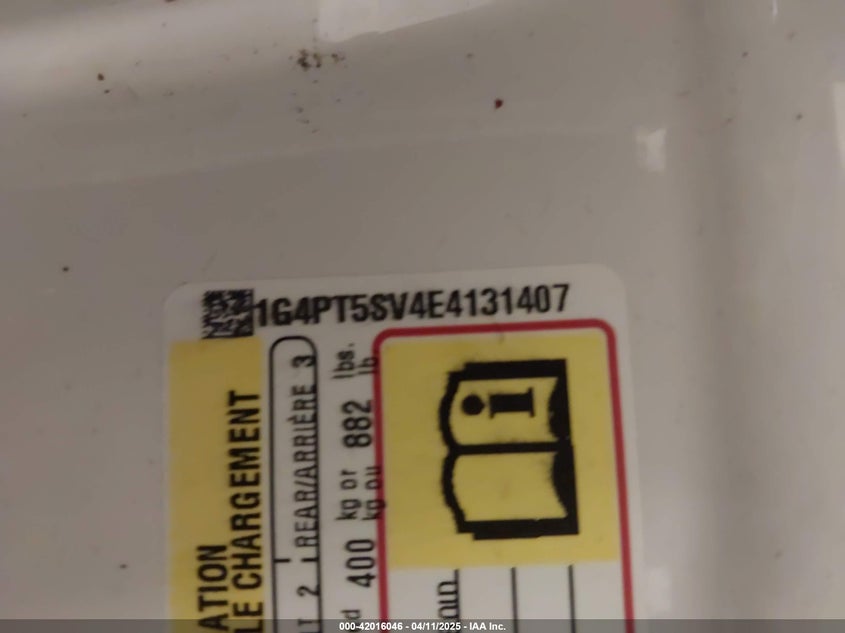 1G4PT5SV4E4131407
ATION
LE CHARGEMENT
2 REAR/ARRIÈRE 3
400 kg or 882 lbs.
kg ou lb
i
000-42016046 - 04/11/2025 - IAA Inc.